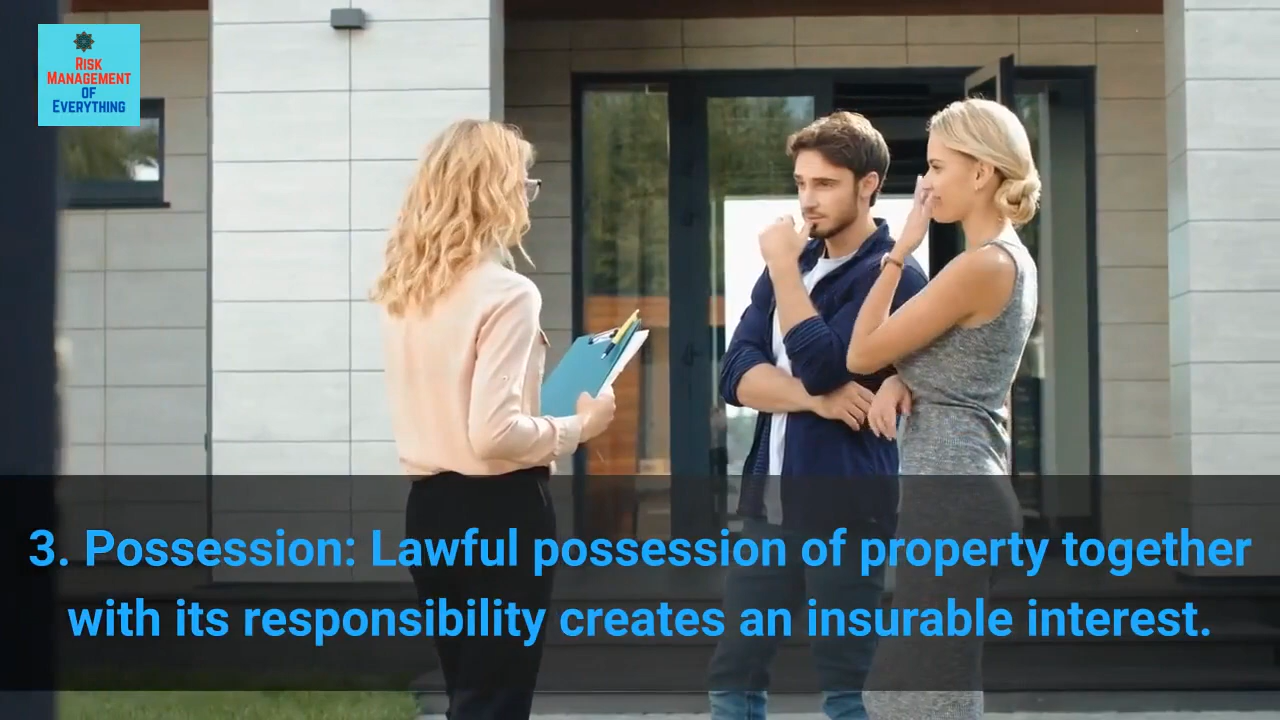 Risk
Management
of
Everything
3. Possession: Lawful possession of property together
with its responsibility creates an insurable interest.